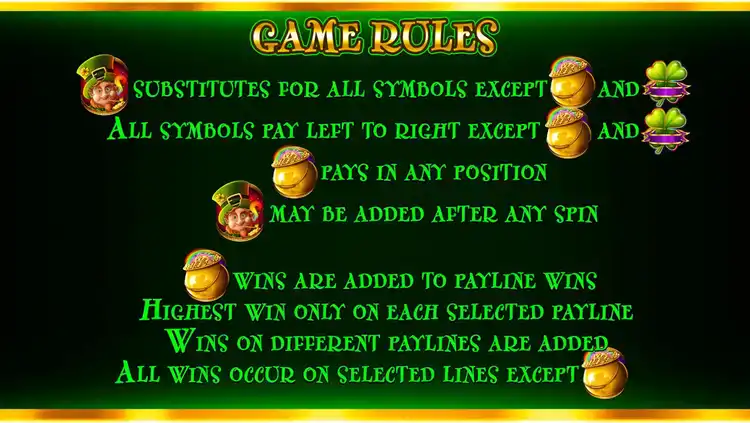 GAME RULES
SUBSTITUTES FOR ALL SYMBOLS EXCEPT AND
ALL SYMBOLS PAY LEFT TO RIGHT EXCEPT AND
PAYS IN ANY POSITION
MAY BE ADDED AFTER ANY SPIN
WINS ARE ADDED TO PAYLINE WINS
HIGHEST WIN ONLY ON EACH SELECTED PAYLINE
WINS ON DIFFERENT PAYLINES ARE ADDED
ALL WINS OCCUR ON SELECTED LINES EXCEPT